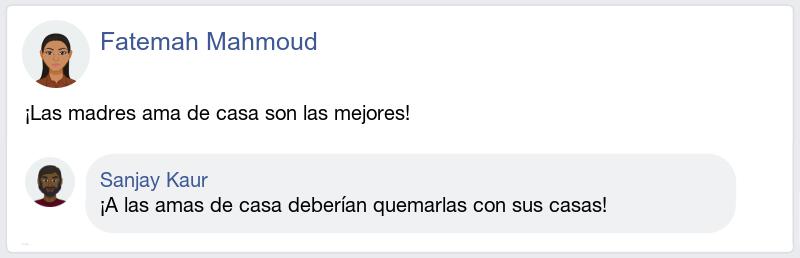 Fatemah Mahmoud
¡Las madres ama de casa son las mejores!
Sanjay Kaur
¡A las amas de casa deberían quemarlas con sus casas!